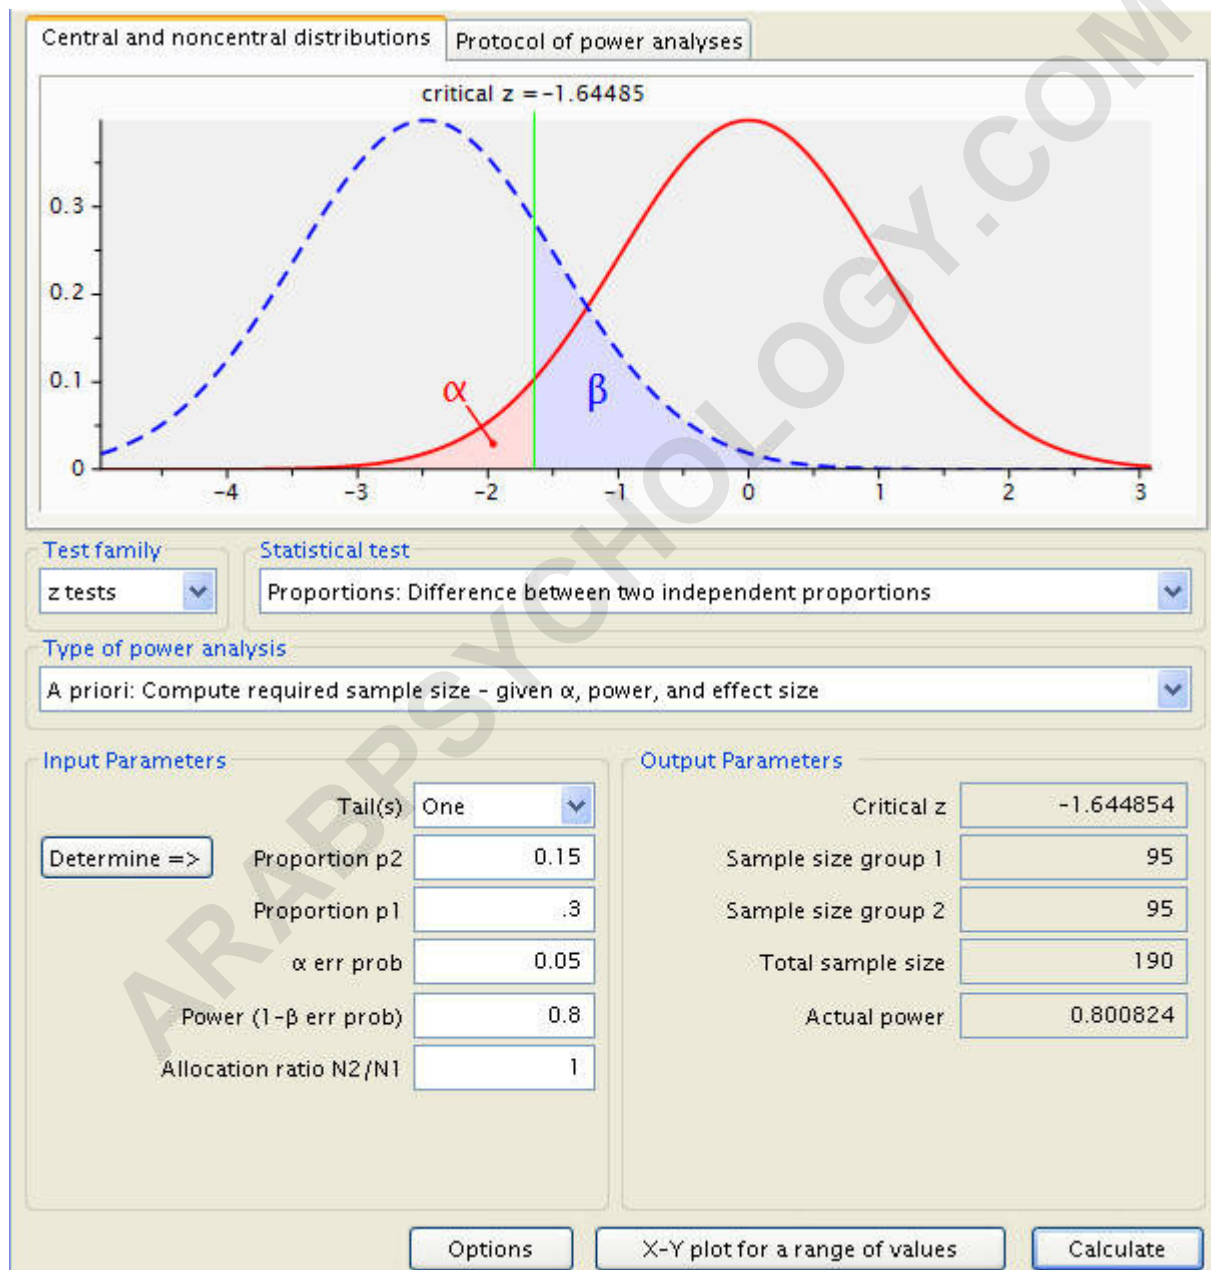 Central and noncentral distributions
Protocol of power analyses
critical z = -1.64485
0.3
0.2
0.1
0
α
β
-4 -3 -2 -1 0 1 2 3
Test family
Statistical test
z tests
Proportions: Difference between two independent proportions
Type of power analysis
A priori: Compute required sample size - given α, power, and effect size
Input Parameters
Tail(s) One
Determine => Proportion p2 0.15
Proportion p1 .3
α err prob 0.05
Power (1-β err prob) 0.8
Allocation ratio N2/N1 1
Output Parameters
Critical z -1.644854
Sample size group 1 95
Sample size group 2 95
Total sample size 190
Actual power 0.800824
Options
X-Y plot for a range of values
Calculate
ARABPSYCHOLOGY.COM